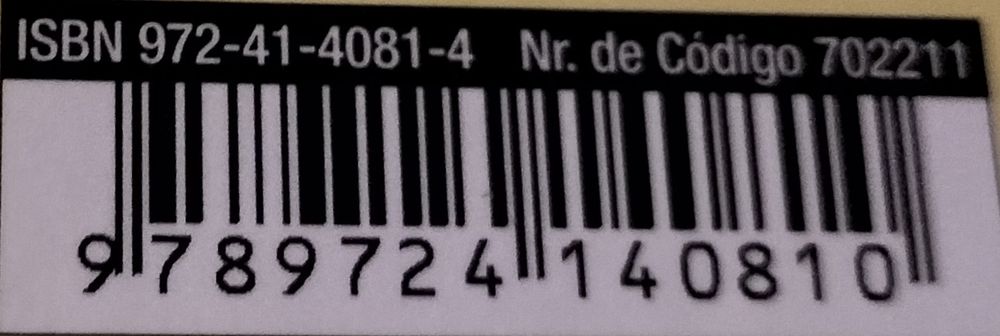 ISBN 972-41-4081-4 Nr. de Código 702211
9 789724 140810